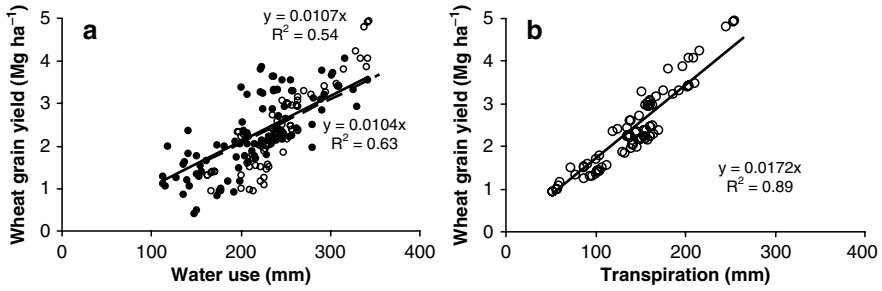 a
y = 0.0107x
R² = 0.54
y = 0.0104x
R² = 0.63
Wheat grain yield (Mg ha⁻¹)
5
4
3
2
1
0
0 100 200 300 400
Water use (mm)
b
y = 0.0172x
R² = 0.89
Wheat grain yield (Mg ha⁻¹)
5
4
3
2
1
0
0 100 200 300 400
Transpiration (mm)